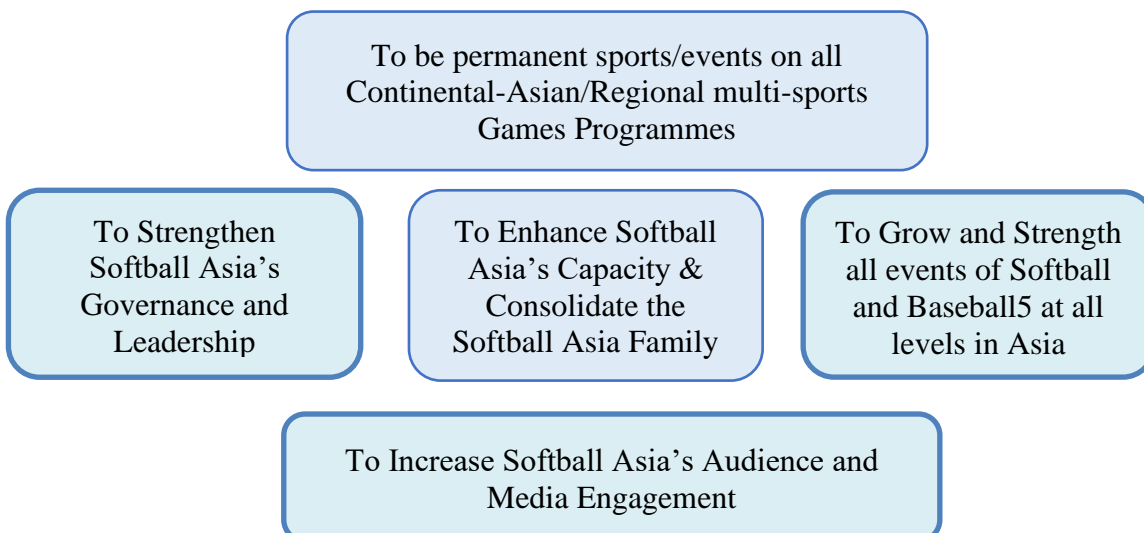 To be permanent sports/events on all
Continental-Asian/Regional multi-sports
Games Programmes
To Strengthen
Softball Asia’s
Governance and
Leadership
To Enhance Softball
Asia’s Capacity &
Consolidate the
Softball Asia Family
To Grow and Strength
all events of Softball
and Baseball5 at all
levels in Asia
To Increase Softball Asia’s Audience and
Media Engagement